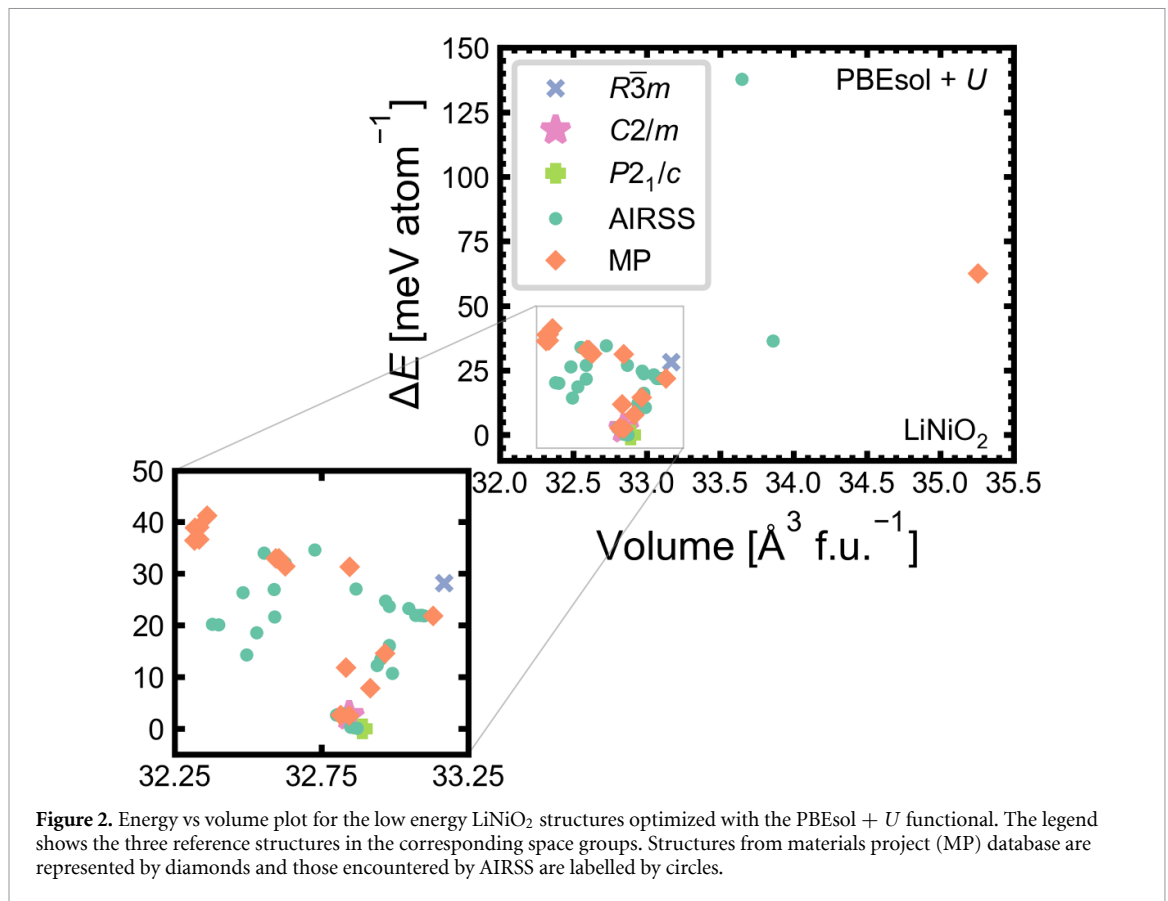 150
125
100
75
50
25
0
ΔE [meV atom⁻¹]
R3̅m
C2/m
P2₁/c
AIRSS
MP
PBEsol + U
LiNiO₂
32.0 32.5 33.0 33.5 34.0 34.5 35.0 35.5
Volume [Å³ f.u.⁻¹]
50
40
30
20
10
0
32.25 32.75 33.25
Figure 2. Energy vs volume plot for the low energy LiNiO₂ structures optimized with the PBEsol + U functional. The legend
shows the three reference structures in the corresponding space groups. Structures from materials project (MP) database are
represented by diamonds and those encountered by AIRSS are labelled by circles.